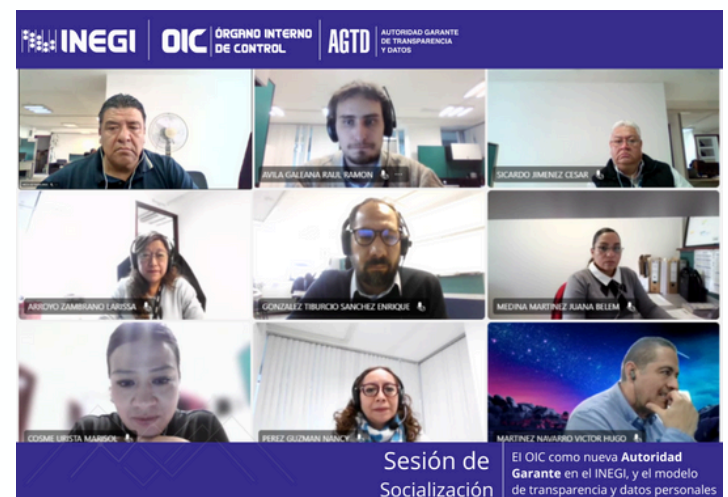 INEGI
OIC ÓRGANO INTERNO
DE CONTROL
AGTD AUTORIDAD GARANTE
DE TRANSPARENCIA
Y DATOS
AVILA GALEANA RAUL RAMON
SICARDO JIMENEZ CESAR
ARROYO ZAMBRANO LARISSA
GONZALEZ TIBURCIO SANCHEZ ENRIQUE
MEDINA MARTINEZ JUANA BELEM
COSME URISTA MARISOL
PEREZ GUZMAN NANCY
MARTINEZ NAVARRO VICTOR HUGO
Sesión de
Socialización
El OIC como nueva Autoridad
Garante en el INEGI, y el modelo
de transparencia y datos personales